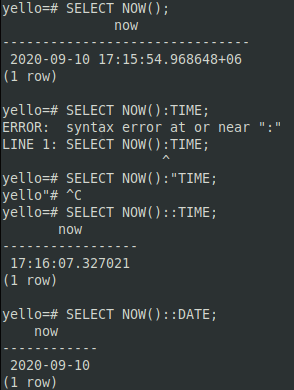 yello=# SELECT NOW();
              now
-------------------------------
 2020-09-10 17:15:54.968648+06
(1 row)

yello=# SELECT NOW():TIME;
ERROR:  syntax error at or near ":"
LINE 1: SELECT NOW():TIME;
                    ^
yello=# SELECT NOW():"TIME;
yello"# ^C
yello=# SELECT NOW()::TIME;
       now
-----------------
 17:16:07.327021
(1 row)

yello=# SELECT NOW()::DATE;
    now
------------
 2020-09-10
(1 row)